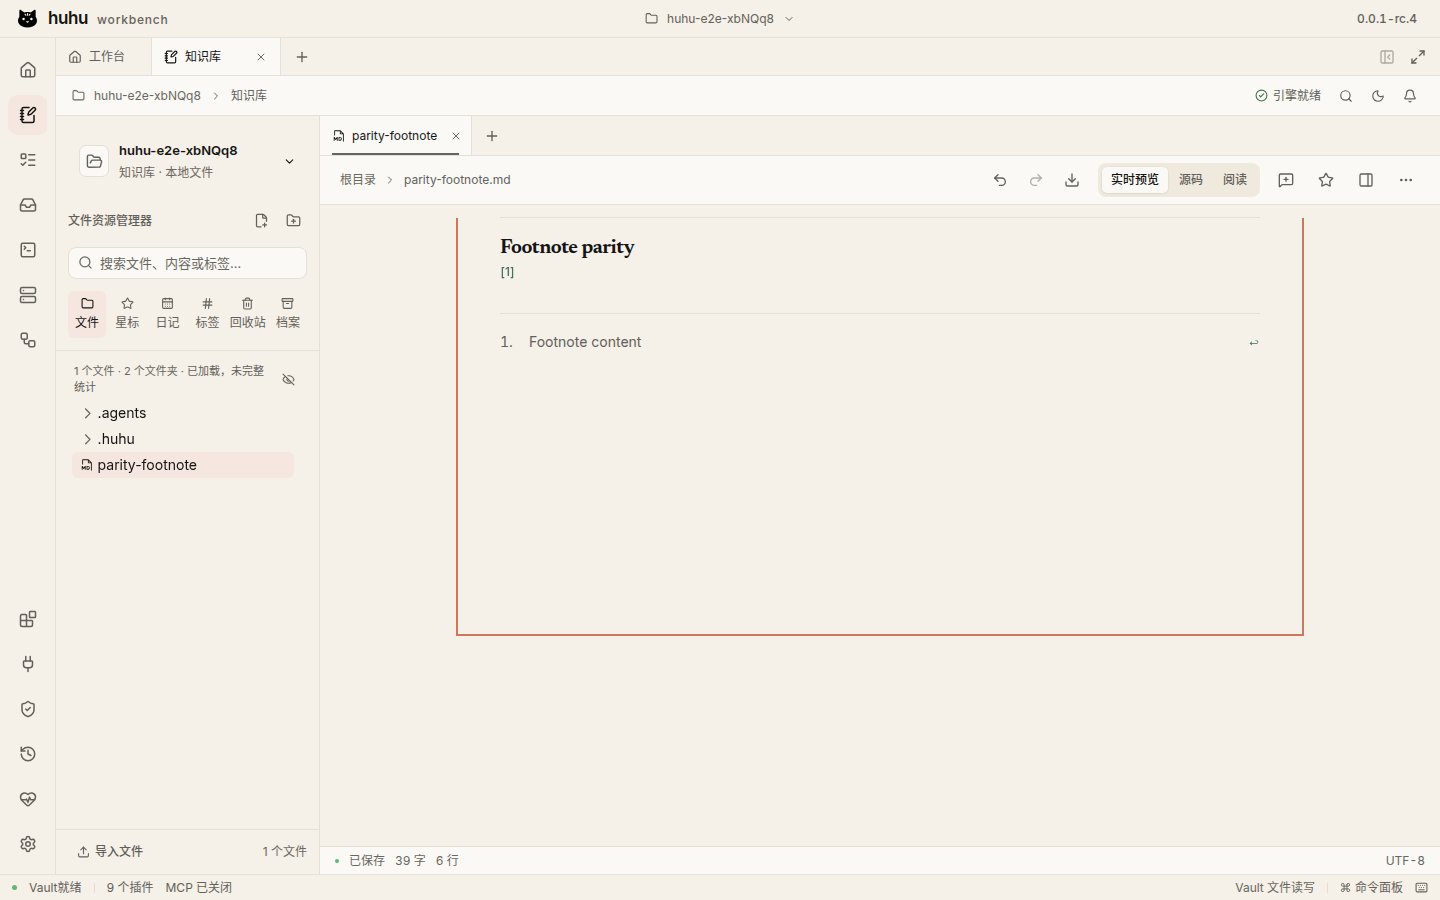 huhu workbench
huhu-e2e-xbNQq8
0.0.1-rc.4
工作台
知识库
huhu-e2e-xbNQq8 > 知识库
引擎就绪
huhu-e2e-xbNQq8
知识库 · 本地文件
文件资源管理器
搜索文件、内容或标签...
文件
星标
日记
标签
回收站
档案
1 个文件 · 2 个文件夹 · 已加载，未完整
统计
.agents
.huhu
parity-footnote
导入文件
1 个文件
parity-footnote
根目录 > parity-footnote.md
实时预览
源码
阅读
Footnote parity
[1]
1. Footnote content ↩
已保存 39 字 6 行
UTF-8
Vault就绪
9 个插件
MCP 已关闭
Vault 文件读写
⌘ 命令面板